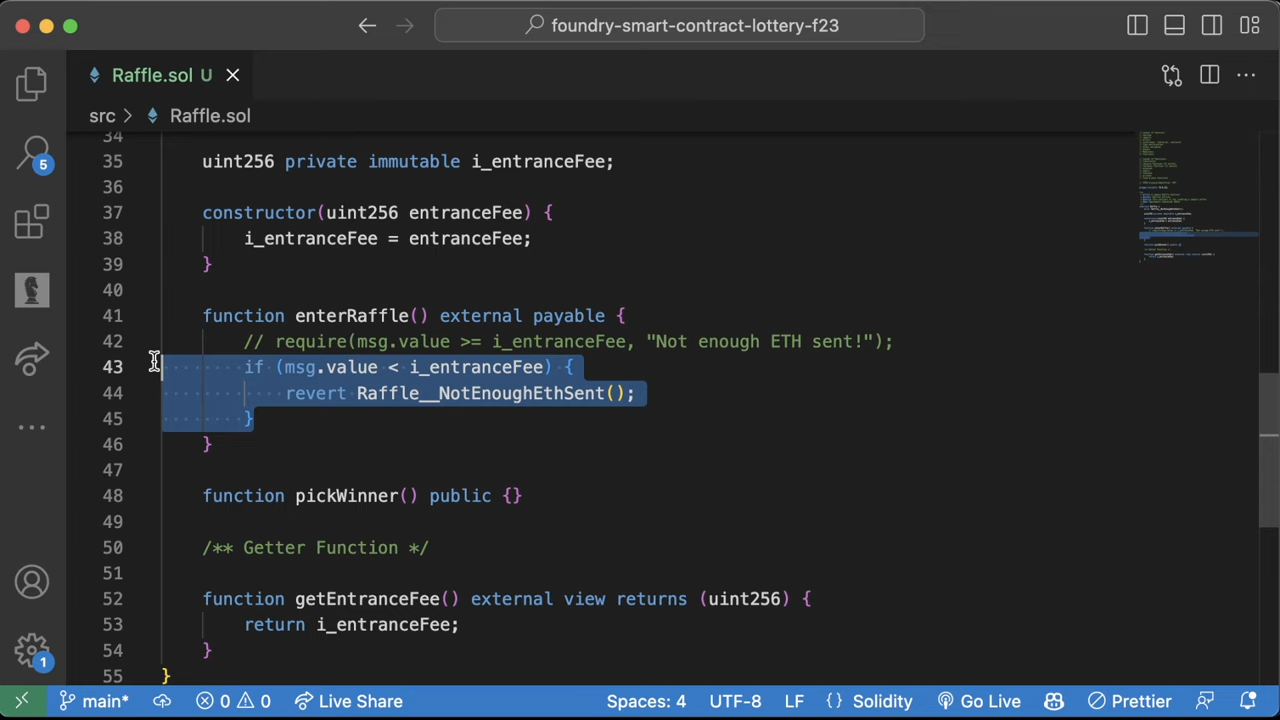 foundry-smart-contract-lottery-f23
Raffle.sol U
src > Raffle.sol
5
1
34
35 uint256 private immutable i_entranceFee;
36
37 constructor(uint256 entranceFee) {
38 i_entranceFee = entranceFee;
39 }
40
41 function enterRaffle() external payable {
42 // require(msg.value >= i_entranceFee, "Not enough ETH sent!");
43 if (msg.value < i_entranceFee) {
44 revert Raffle__NotEnoughEthSent();
45 }
46 }
47
48 function pickWinner() public {}
49
50 /** Getter Function */
51
52 function getEntranceFee() external view returns (uint256) {
53 return i_entranceFee;
54 }
55 }
main* 0 0 Live Share Spaces: 4 UTF-8 LF {} Solidity Go Live Prettier